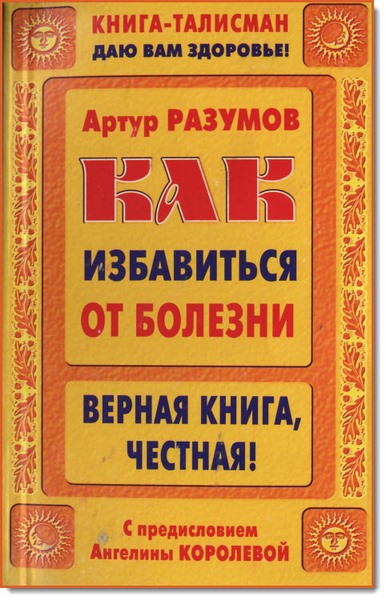 КНИГА-ТАЛИСМАН
ДАЮ ВАМ ЗДОРОВЬЕ!
Артур РАЗУМОВ
КАК
ИЗБАВИТЬСЯ
ОТ БОЛЕЗНИ
ВЕРНАЯ КНИГА,
ЧЕСТНАЯ!
С предисловием
Ангелины КОРОЛЕВОЙ